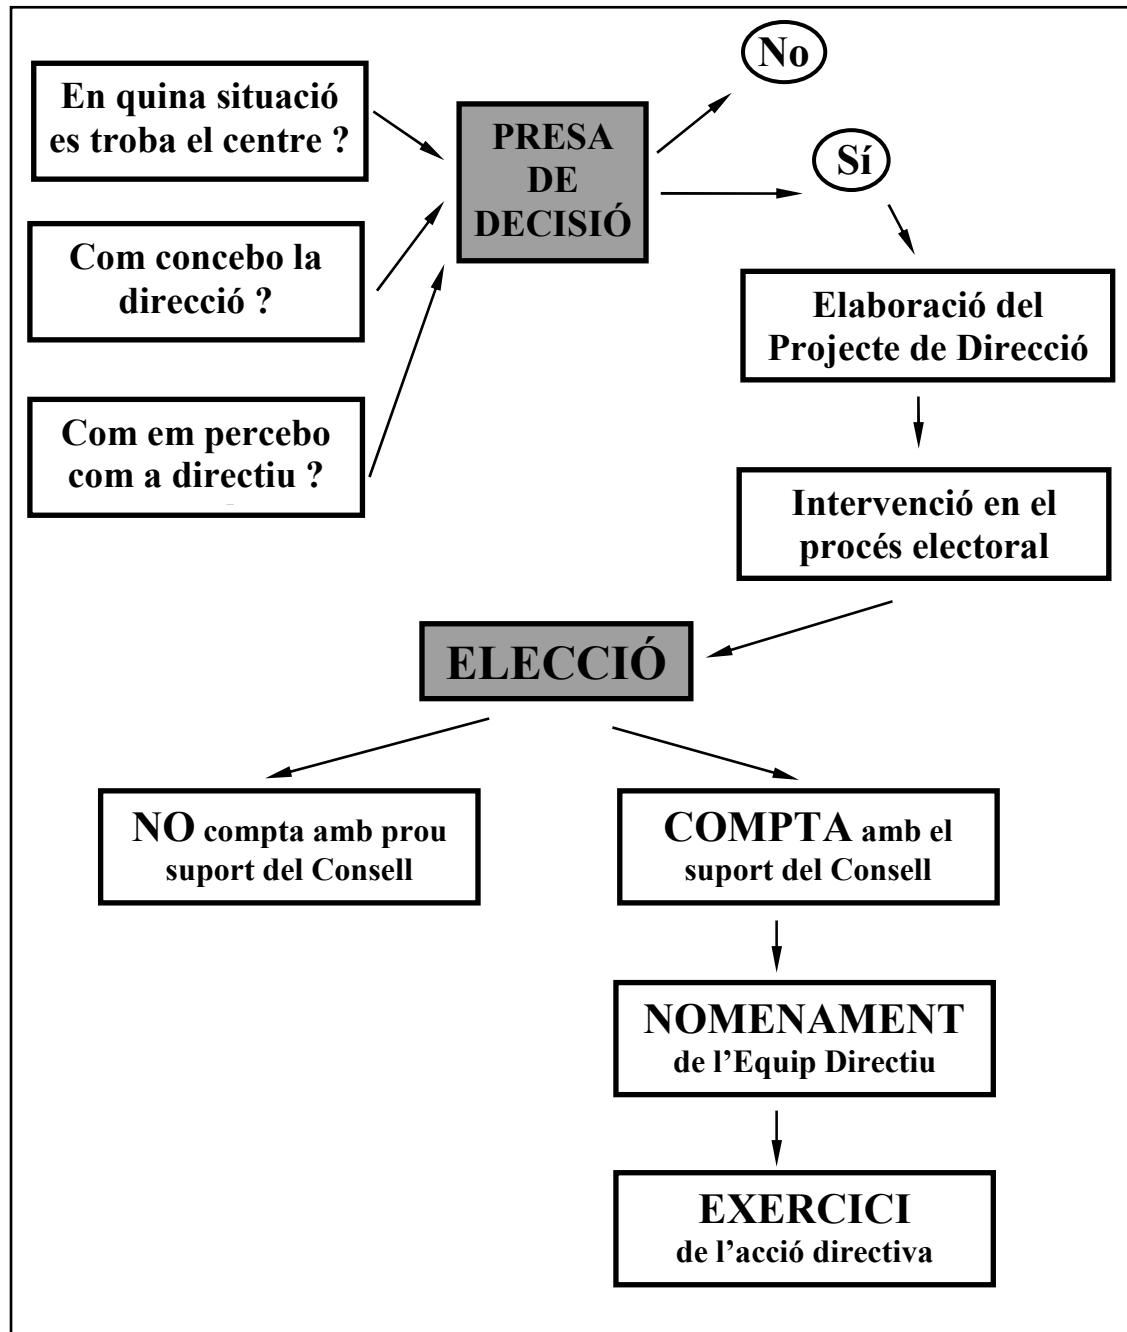 En quina situació
es troba el centre ?
Com concebo la
direcció ?
Com em percebo
com a directiu ?
PRESA
DE
DECISIÓ
No
Sí
Elaboració del
Projecte de Direcció
Intervenció en el
procés electoral
ELECCIÓ
NO compta amb prou
suport del Consell
COMPTA amb el
suport del Consell
NOMENAMENT
de l’Equip Directiu
EXERCICI
de l’acció directiva